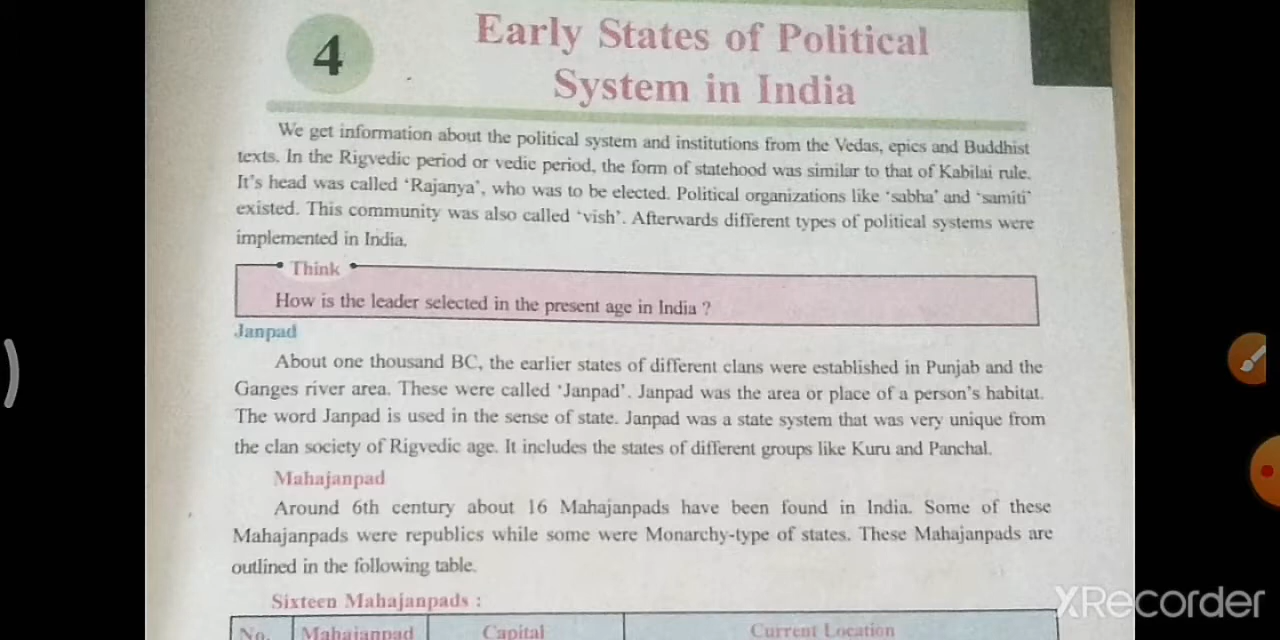 4
Early States of Political
System in India
We get information about the political system and institutions from the Vedas, epics and Buddhist
texts. In the Rigvedic period or vedic period, the form of statehood was similar to that of Kabilai rule.
It's head was called 'Rajanya', who was to be elected. Political organizations like 'sabha' and 'samiti'
existed. This community was also called 'vish'. Afterwards different types of political systems were
implemented in India.
Think
How is the leader selected in the present age in India ?
Janpad
About one thousand BC, the earlier states of different clans were established in Punjab and the
Ganges river area. These were called 'Janpad'. Janpad was the area or place of a person's habitat.
The word Janpad is used in the sense of state. Janpad was a state system that was very unique from
the clan society of Rigvedic age. It includes the states of different groups like Kuru and Panchal.
Mahajanpad
Around 6th century about 16 Mahajanpads have been found in India. Some of these
Mahajanpads were republics while some were Monarchy-type of states. These Mahajanpads are
outlined in the following table.
Sixteen Mahajanpads :
No. Mahajanpad Capital Current Location
XRecorder